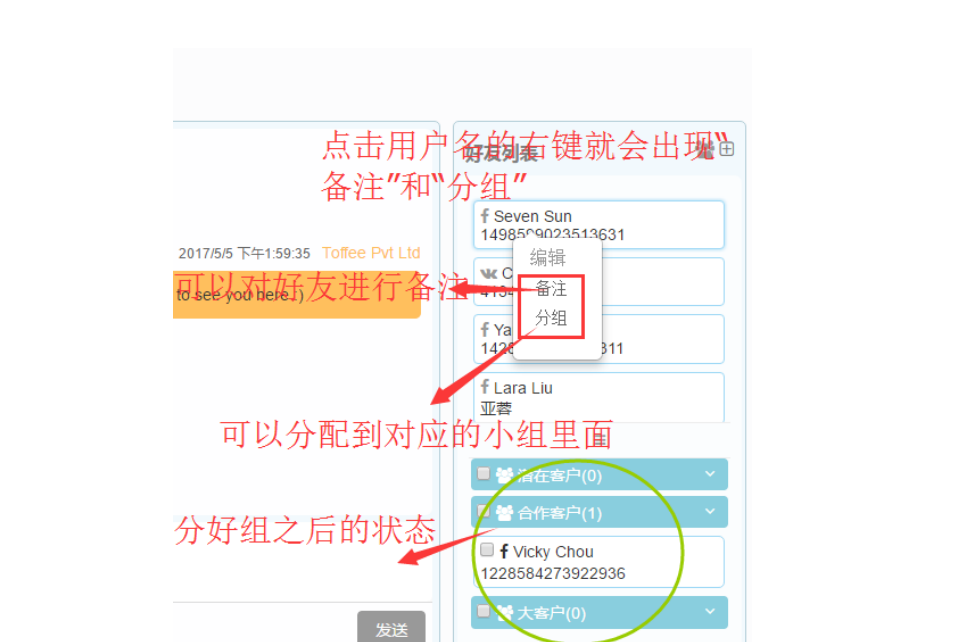 点击用户名的右键就会出现“
备注”和“分组”
好友列表
Seven Sun
1498599023513631
2017/5/5 下午1:59:35 Toffee Pvt Ltd
编辑
可以对好友进行备注
to see you here :)
C
备注
分组
Ya
311
Lara Liu
亚蓉
可以分配到对应的小组里面
潜在客户(0)
合作客户(1)
分好组之后的状态
Vicky Chou
1228584273922936
大客户(0)
发送